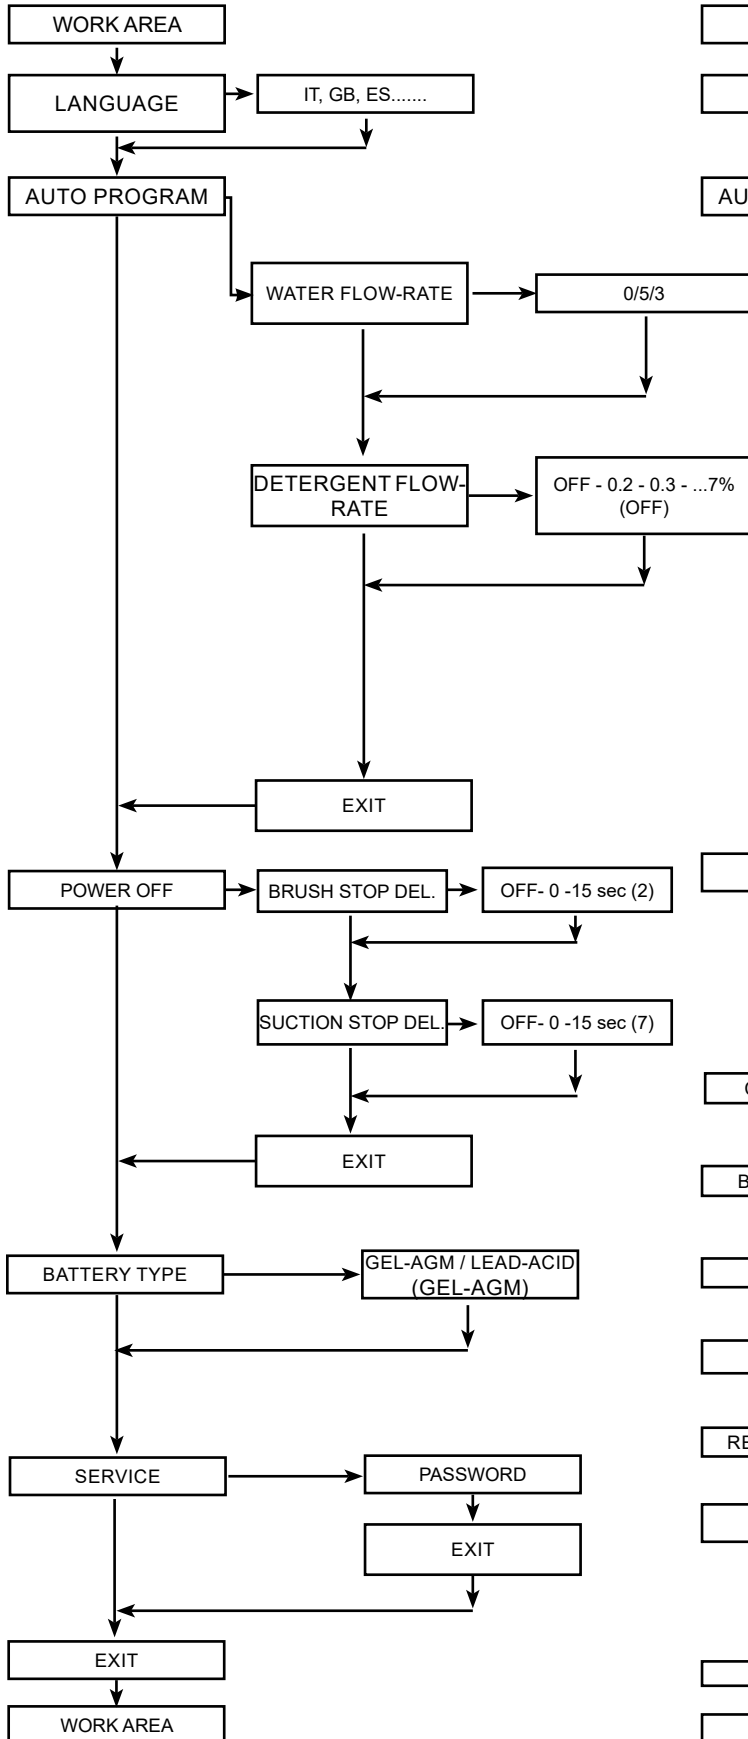 WORK AREA
LANGUAGE
IT, GB, ES.......
AUTO PROGRAM
AU
WATER FLOW-RATE
0/5/3
DETERGENT FLOW-
RATE
OFF - 0.2 - 0.3 - ...7%
(OFF)
EXIT
POWER OFF
BRUSH STOP DEL.
OFF- 0 -15 sec (2)
SUCTION STOP DEL.
OFF- 0 -15 sec (7)
EXIT
B
BATTERY TYPE
GEL-AGM / LEAD-ACID
(GEL-AGM)
RE
SERVICE
PASSWORD
EXIT
EXIT
WORK AREA